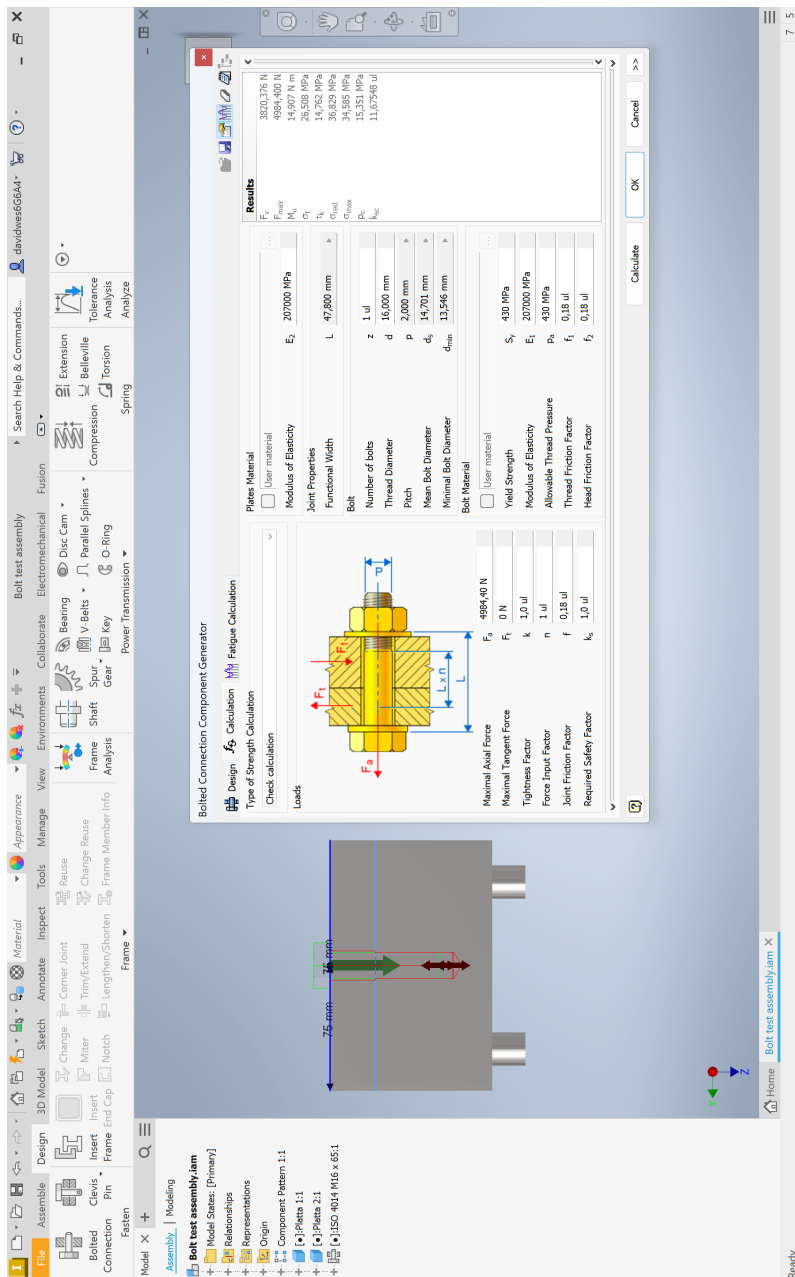 Material
Appearance
fx
Bolt test assembly
Search Help & Commands...
davidwes6G6A4
File
Assemble
Design
3D Model
Sketch
Annotate
Inspect
Tools
Manage
View
Environments
Collaborate
Electromechanical
Fusion
Bolted
Connection
Clevis
Pin
Fasten
Insert
Frame
Insert
End Cap
Change
Miter
Notch
Corner Joint
Trim/Extend
Lengthen/Shorten
Reuse
Change Reuse
Frame Member Info
Frame
Frame
Analysis
Shaft
Spur
Gear
Bearing
V-Belts
Key
Disc Cam
Parallel Splines
O-Ring
Power Transmission
Compression
Extension
Belleville
Torsion
Spring
Tolerance
Analysis
Analyze
Model
Assembly | Modeling
Bolt test assembly.iam
Model States: [Primary]
Relationships
Representations
Origin
Component Pattern 1:1
[●]:Platta 1:1
[●]:Platta 2:1
[●]:ISO 4014 M16 x 65:1
75 mm
75 mm
Y
Z
Bolted Connection Component Generator
Design
Calculation
Fatigue Calculation
Type of Strength Calculation
Check calculation
Loads
Fa
Ft
Ft
L x n
L
d
Maximal Axial Force Fa 4984,40 N
Maximal Tangent Force Ft 0 N
Tightness Factor k 1,0 ul
Force Input Factor n 1 ul
Joint Friction Factor f 0,18 ul
Required Safety Factor ks 1,0 ul
Plates Material
User material
Modulus of Elasticity E2 207000 MPa
Joint Properties
Functional Width L 47,800 mm
Bolt
Number of bolts z 1 ul
Thread Diameter d 16,000 mm
Pitch p 2,000 mm
Mean Bolt Diameter ds 14,701 mm
Minimal Bolt Diameter dmin 13,546 mm
Bolt Material
User material
Yield Strength Sy 430 MPa
Modulus of Elasticity E1 207000 MPa
Allowable Thread Pressure Pa 430 MPa
Thread Friction Factor f1 0,18 ul
Head Friction Factor f2 0,18 ul
Results
Fv 3820,376 N
Fmax 4984,400 N
Mu 14,907 N m
σt 26,508 MPa
τk 14,762 MPa
σred 36,829 MPa
σmax 34,585 MPa
pc 15,351 MPa
ksc 11,67548 ul
Calculate
OK
Cancel
>>
Home
Bolt test assembly.iam
Ready
7 5